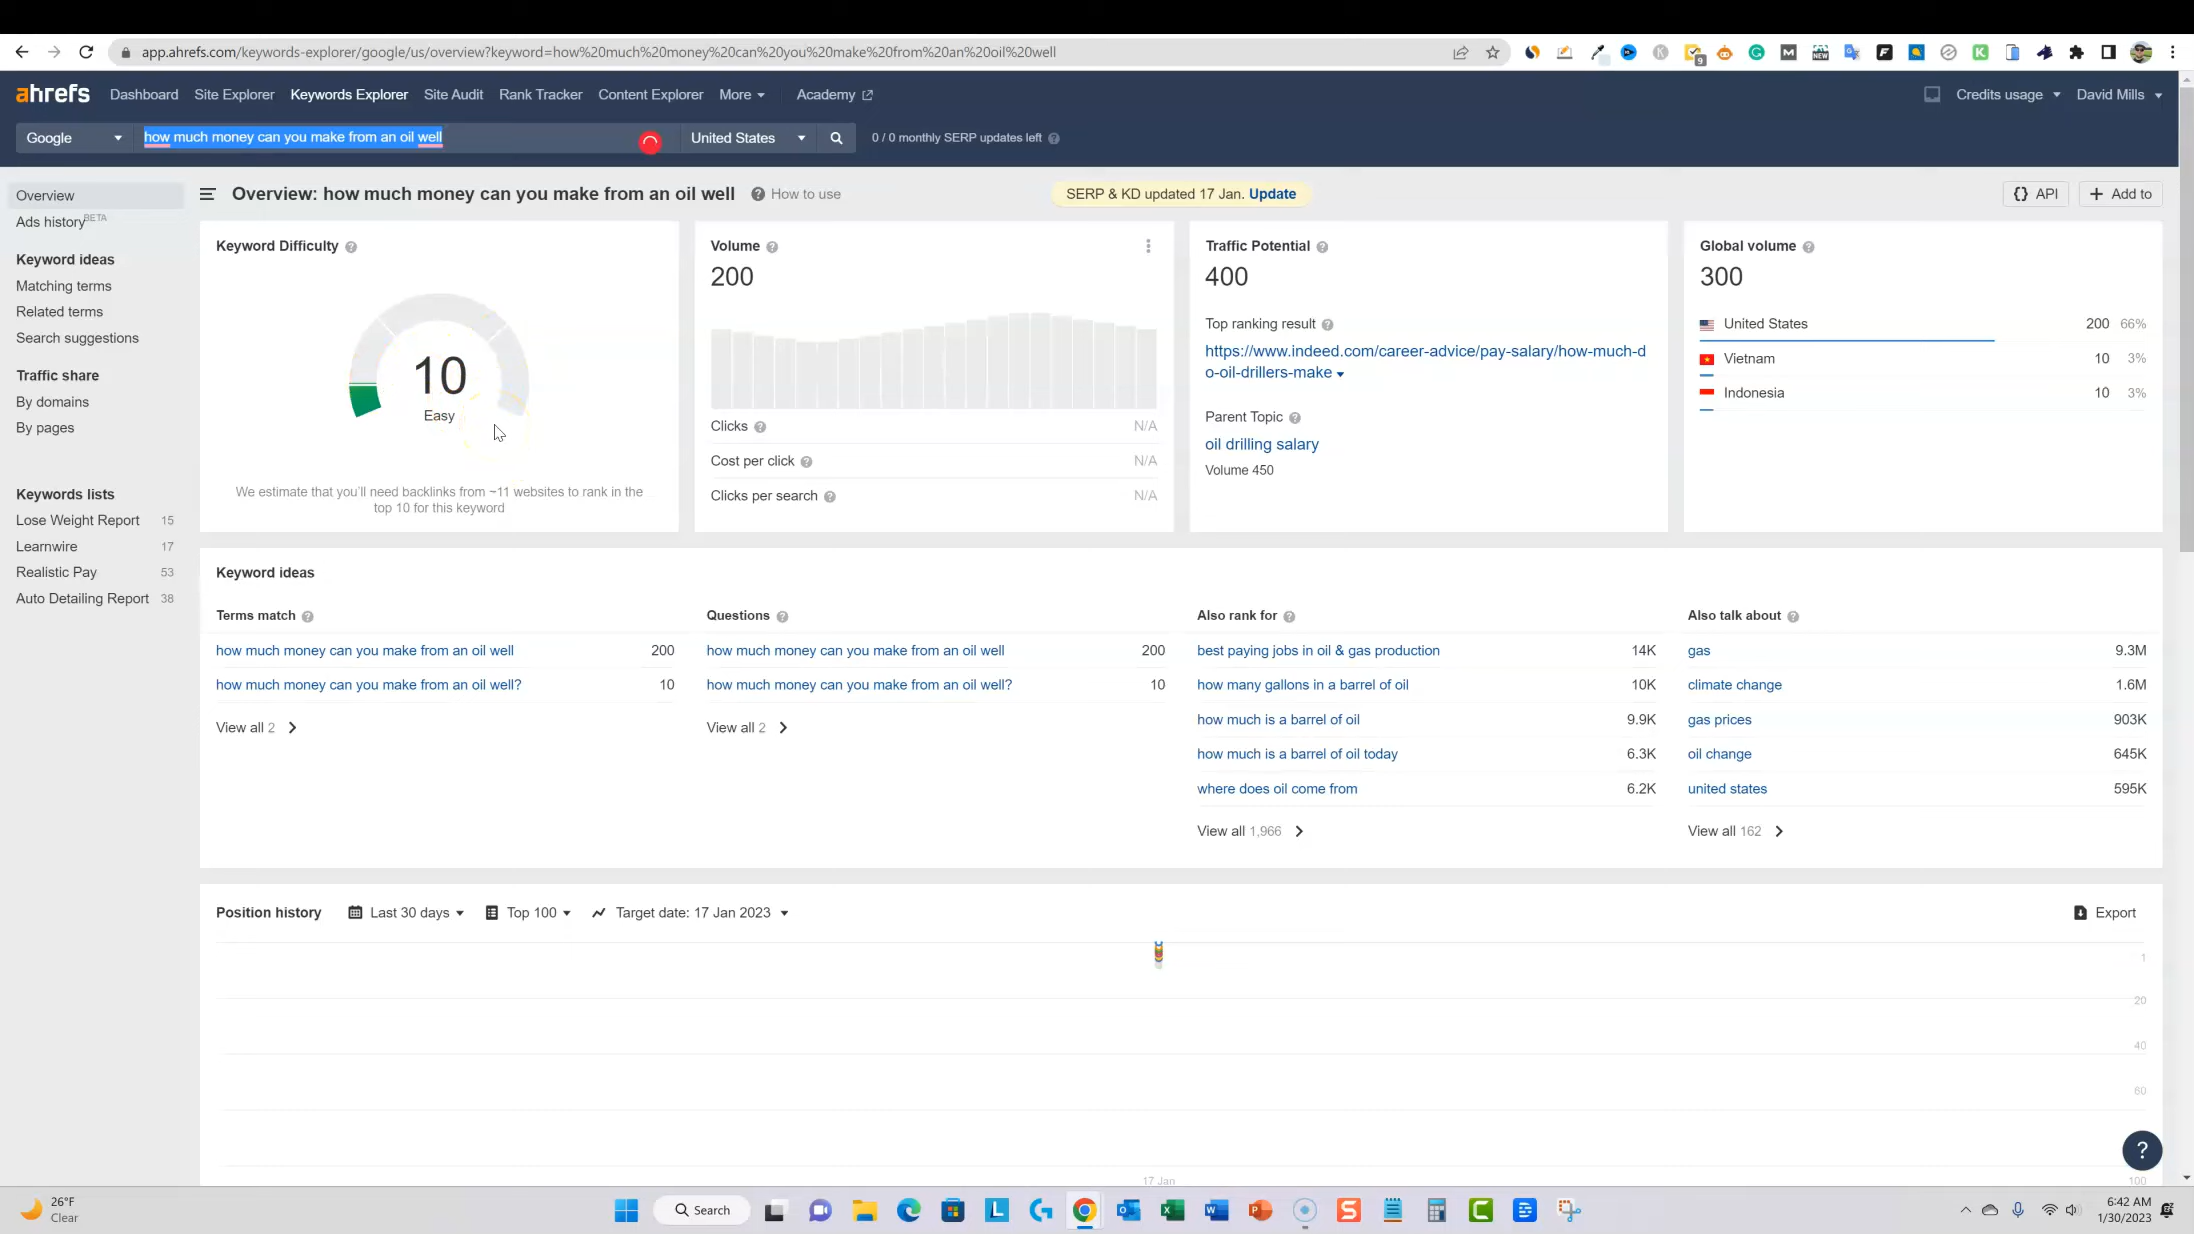 app.ahrefs.com/keywords-explorer/google/us/overview?keyword=how%20much%20money%20can%20you%20make%20from%20an%20oil%20well
9
NEW
ahrefs Dashboard Site Explorer Keywords Explorer Site Audit Rank Tracker Content Explorer More Academy Credits usage David Mills
Google how much money can you make from an oil well United States 0 / 0 monthly SERP updates left
Overview
Ads history BETA
Keyword ideas
Matching terms
Related terms
Search suggestions
Traffic share
By domains
By pages
Keywords lists
Lose Weight Report 15
Learnwire 17
Realistic Pay 53
Auto Detailing Report 38
Overview: how much money can you make from an oil well How to use SERP & KD updated 17 Jan. Update API Add to
Keyword Difficulty
10
Easy
We estimate that you'll need backlinks from ~11 websites to rank in the
top 10 for this keyword
Volume
200
Clicks N/A
Cost per click N/A
Clicks per search N/A
Traffic Potential
400
Top ranking result
https://www.indeed.com/career-advice/pay-salary/how-much-d
o-oil-drillers-make
Parent Topic
oil drilling salary
Volume 450
Global volume
300
United States 200 66%
Vietnam 10 3%
Indonesia 10 3%
Keyword ideas
Terms match
how much money can you make from an oil well 200
how much money can you make from an oil well? 10
View all 2
Questions
how much money can you make from an oil well 200
how much money can you make from an oil well? 10
View all 2
Also rank for
best paying jobs in oil & gas production 14K
how many gallons in a barrel of oil 10K
how much is a barrel of oil 9.9K
how much is a barrel of oil today 6.3K
where does oil come from 6.2K
View all 1,966
Also talk about
gas 9.3M
climate change 1.6M
gas prices 903K
oil change 645K
united states 595K
View all 162
Position history Last 30 days Top 100 Target date: 17 Jan 2023 Export
1
20
40
60
100
17 Jan
26°F
Clear
Search
6:42 AM
1/30/2023